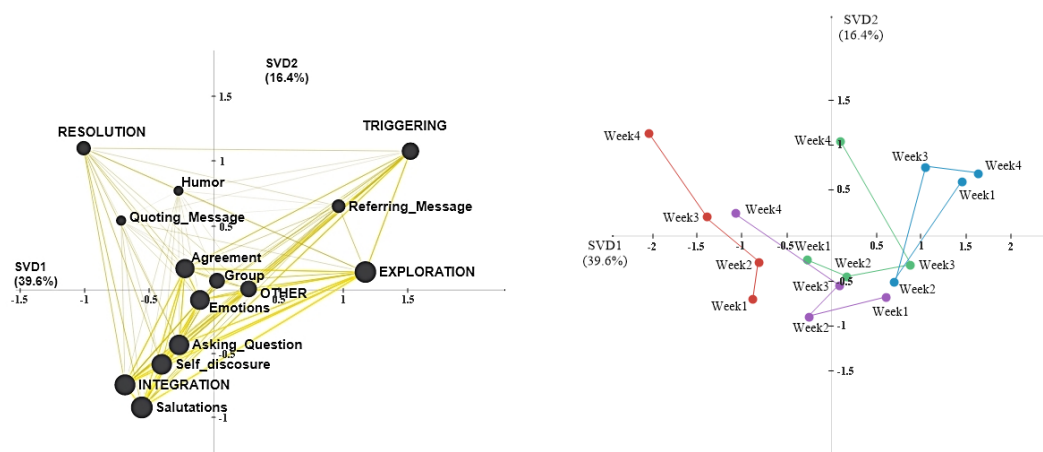 SVD2
(16.4%)
1.5
RESOLUTION
TRIGGERING
1
Humor
Quoting_Message
Referring_Message
0.5
Agreement
Group
EXPLORATION
SVD1
(39.6%)
OTHER
-1.5
-1
-0.5
0.5
1
1.5
Emotions
Asking_Question
-0.5
Self_discosure
INTEGRATION
Salutations
-1
SVD2
(16.4%)
1.5
Week4
Week4
1
Week3
Week4
Week1
0.5
Week3
Week4
SVD1
(39.6%)
-2
-1.5
-1
-0.5
0.5
1
1.5
2
Week2
Week1
Week2
Week3
Week3
-0.5
Week2
Week1
Week1
Week2
-1
-1.5